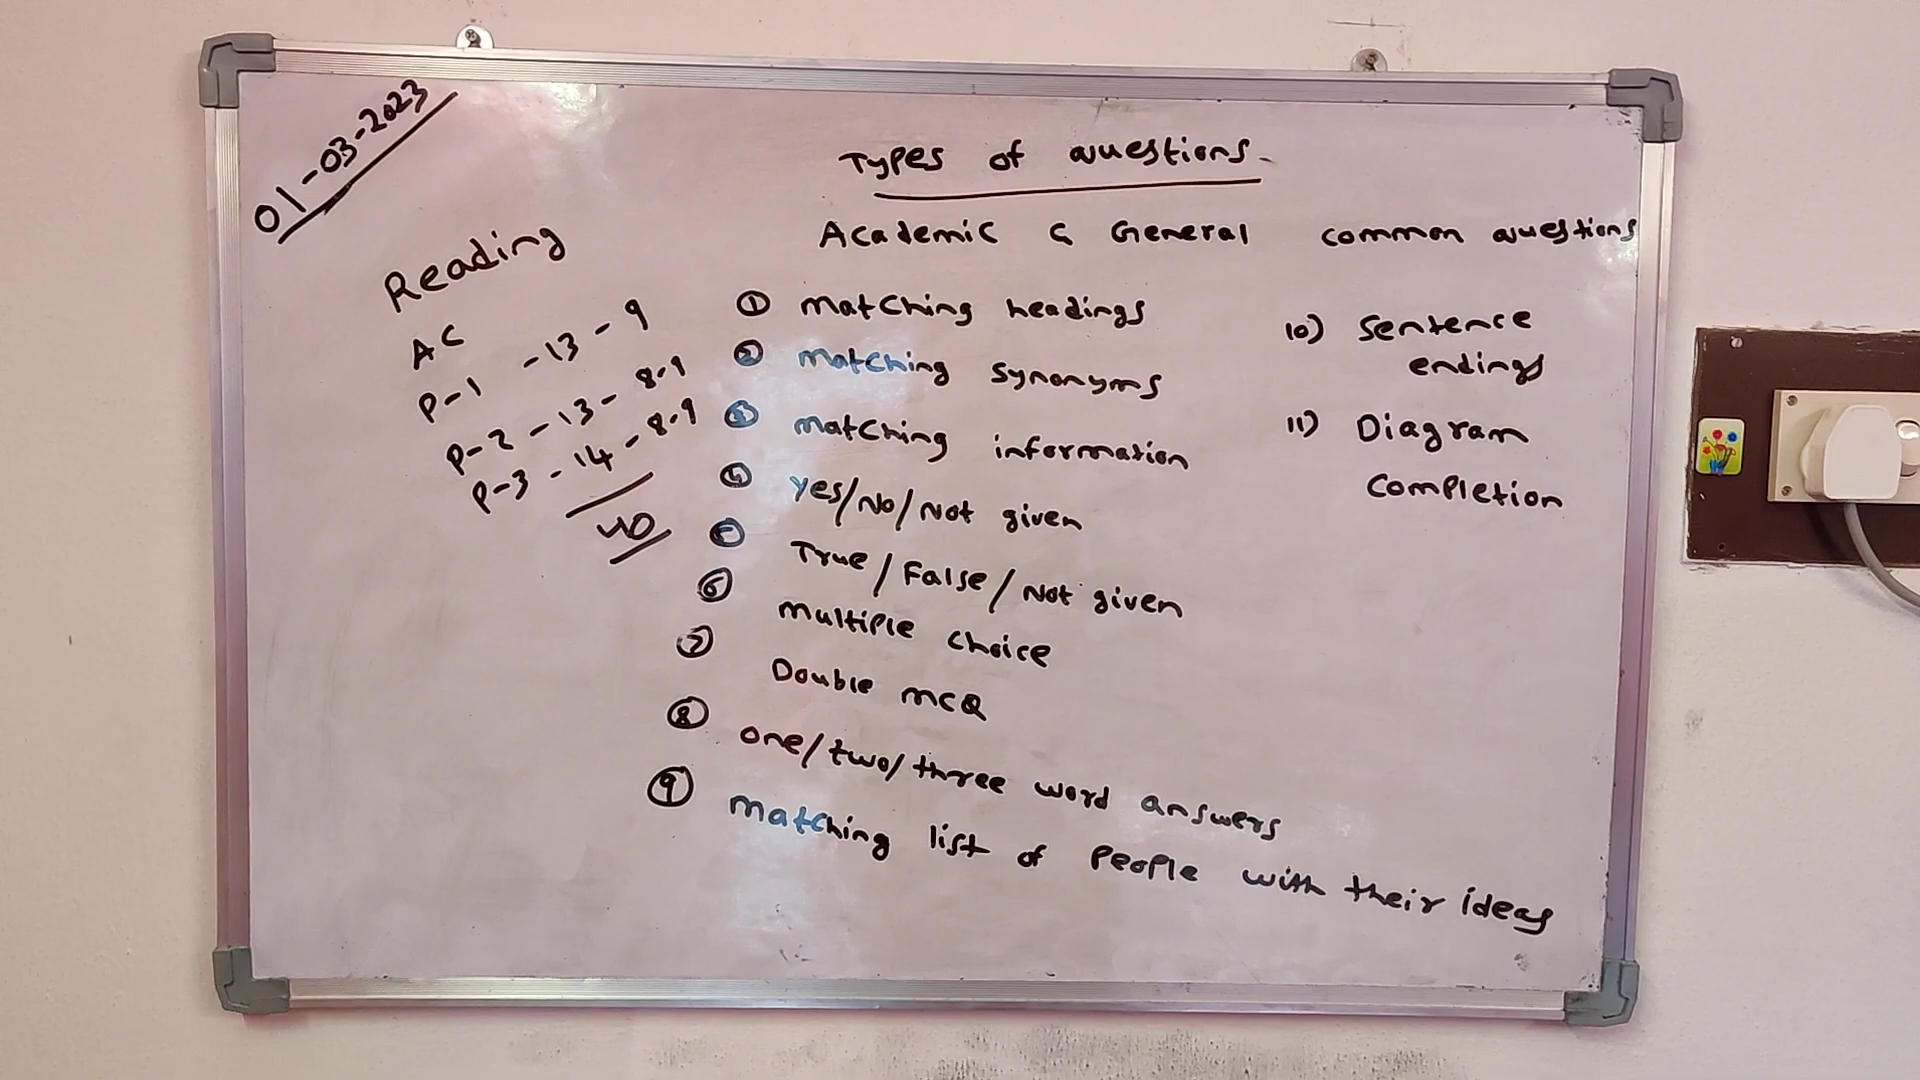 01-03-2023
Types of Questions.
Academic & General common questions
Reading
AC
P-1 -13-9
P-2 -13-8-9
P-3 -14-8-9
40
① matching headings
② matching synonyms
③ matching information
④ Yes/No/Not given
⑤ True/False/Not given
⑥ multiple choice
⑦ Double MCQ
⑧ one/two/three word answers
⑨ matching list of people with their ideas
10) Sentence
endings
11) Diagram
completion